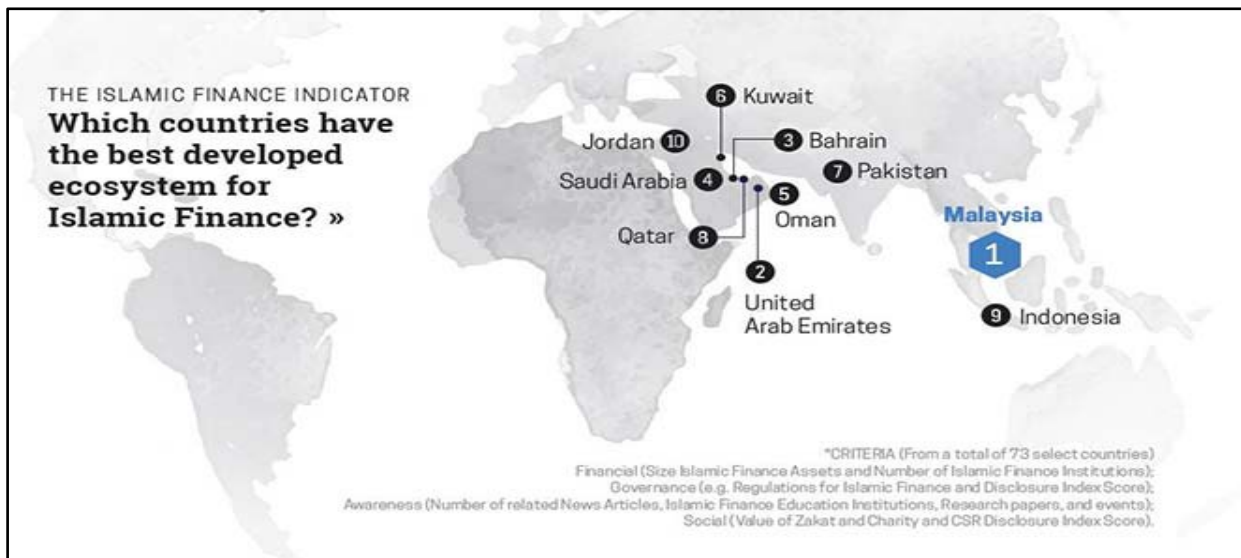 THE ISLAMIC FINANCE INDICATOR
Which countries have
the best developed
ecosystem for
Islamic Finance? »
6 Kuwait
Jordan 10
3 Bahrain
Saudi Arabia 4
7 Pakistan
5
Oman
Qatar 8
2
United
Arab Emirates
Malaysia
1
9 Indonesia
*CRITERIA (From a total of 73 select countries)
Financial (Size Islamic Finance Assets and Number of Islamic Finance Institutions);
Governance (e.g. Regulations for Islamic Finance and Disclosure Index Score);
Awareness (Number of related News Articles, Islamic Finance Education Institutions, Research papers, and events);
Social (Value of Zakat and Charity and CSR Disclosure Index Score).